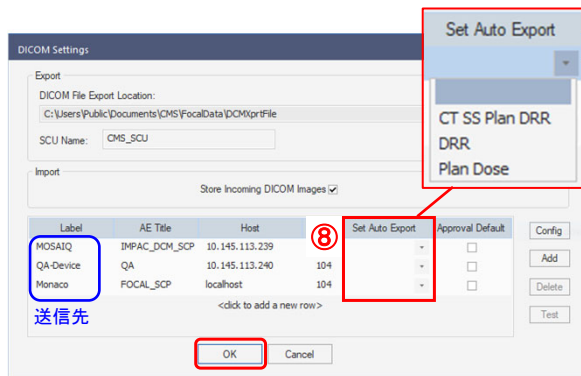 Set Auto Export
CT SS Plan DRR
DRR
Plan Dose
DICOM Settings
Export
DICOM File Export Location:
C:\Users\Public\Documents\CMS\FocalData\DCMXprtFile
SCU Name: CMS_SCU
Import
Store Incoming DICOM Images
Label AE Title Host ⑧ Set Auto Export Approval Default
MOSAIQ IMPAC_DCM_SCP 10.145.113.239
QA-Device QA 10.145.113.240 104
Monaco FOCAL_SCP localhost 104
<click to add a new row>
送信先
Config
Add
Delete
Test
OK Cancel